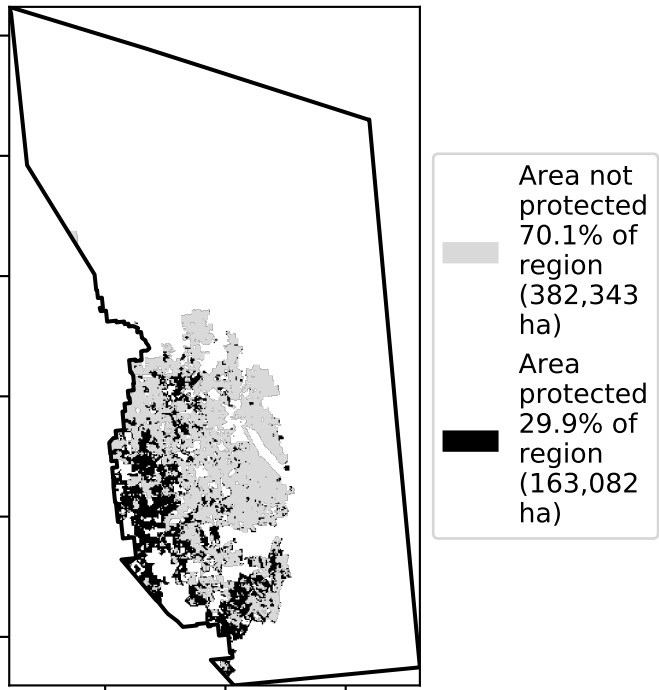 Area not
protected
70.1% of
region
(382,343
ha)
Area
protected
29.9% of
region
(163,082
ha)